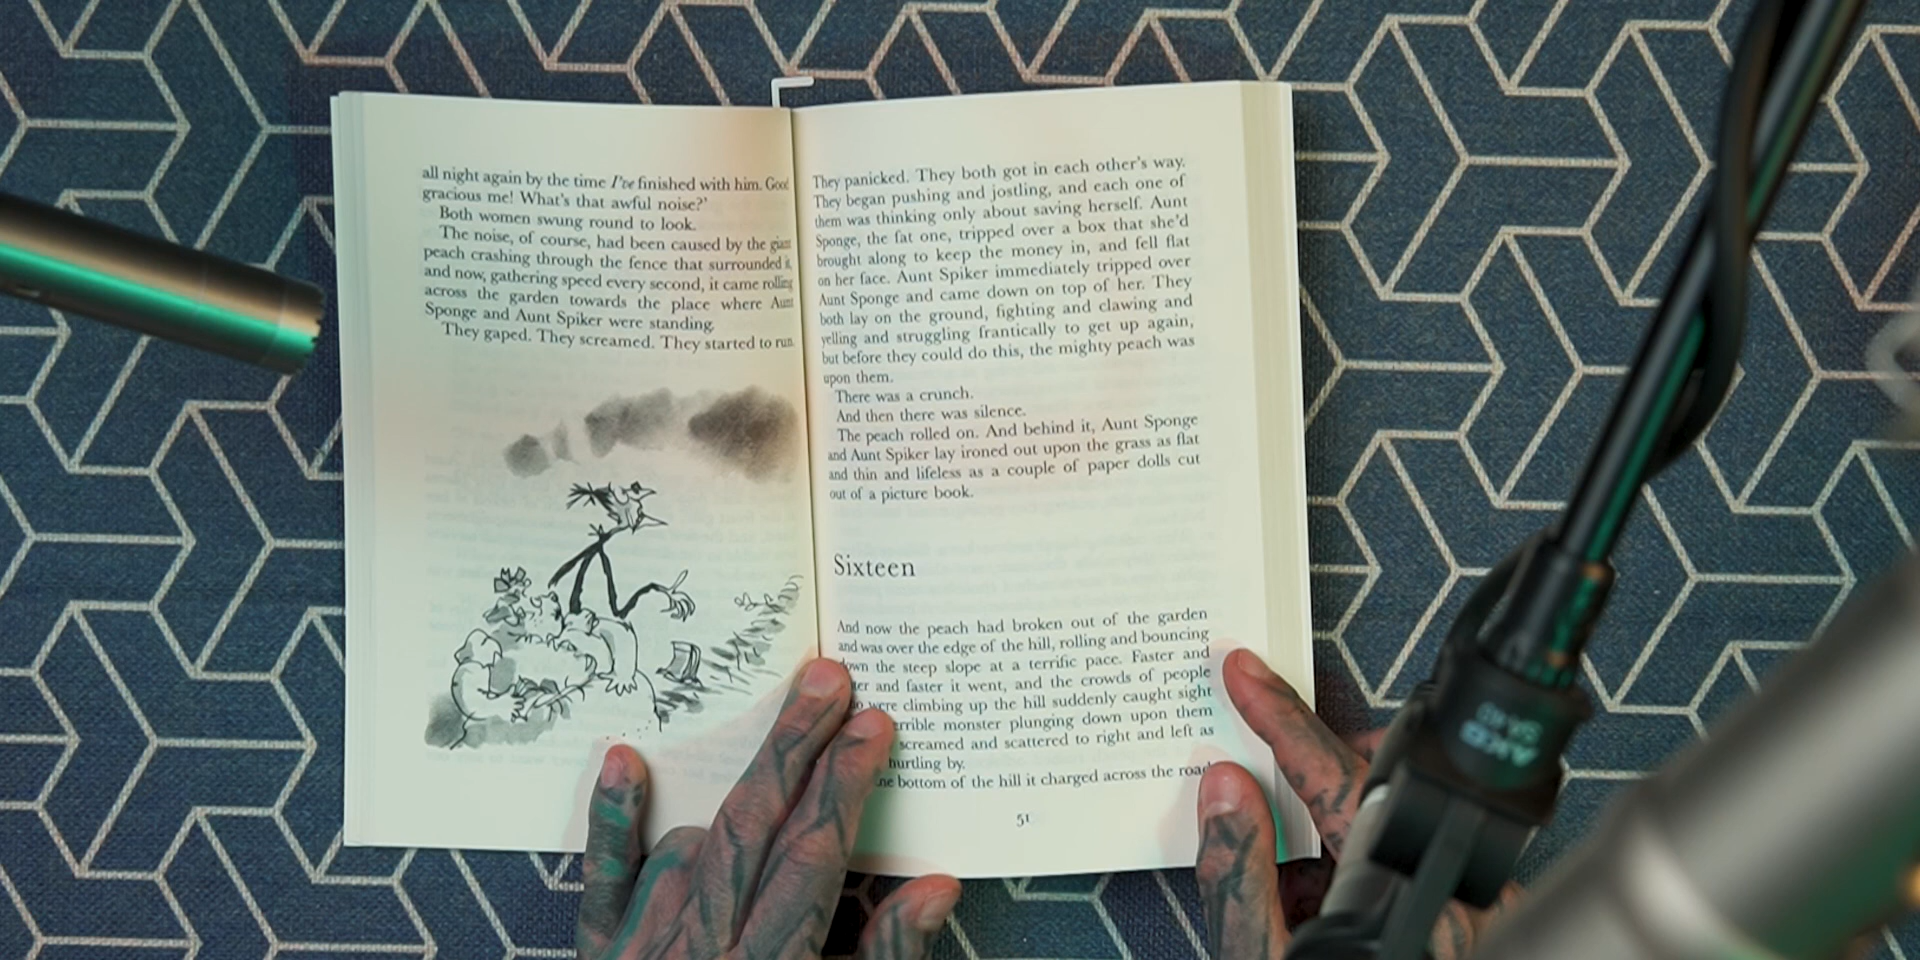 all night again by the time I've finished with him. Good
gracious me! What's that awful noise?'
Both women swung round to look.
The noise, of course, had been caused by the giant
peach crashing through the fence that surrounded it,
and now, gathering speed every second, it came rolling
across the garden towards the place where Aunt
Sponge and Aunt Spiker were standing.
They gaped. They screamed. They started to run.
They panicked. They both got in each other's way.
They began pushing and jostling, and each one of
them was thinking only about saving herself. Aunt
Sponge, the fat one, tripped over a box that she'd
brought along to keep the money in, and fell flat
on her face. Aunt Spiker immediately tripped over
Aunt Sponge and came down on top of her. They
both lay on the ground, fighting and clawing and
yelling and struggling frantically to get up again,
but before they could do this, the mighty peach was
upon them.
There was a crunch.
And then there was silence.
The peach rolled on. And behind it, Aunt Sponge
and Aunt Spiker lay ironed out upon the grass as flat
and thin and lifeless as a couple of paper dolls cut
out of a picture book.
Sixteen
And now the peach had broken out of the garden
and was over the edge of the hill, rolling and bouncing
down the steep slope at a terrific pace. Faster and
and faster it went, and the crowds of people
were climbing up the hill suddenly caught sight
monster plunging down upon them
screamed and scattered to right and left as
hurtling by.
bottom of the hill it charged across the road
51
AKG